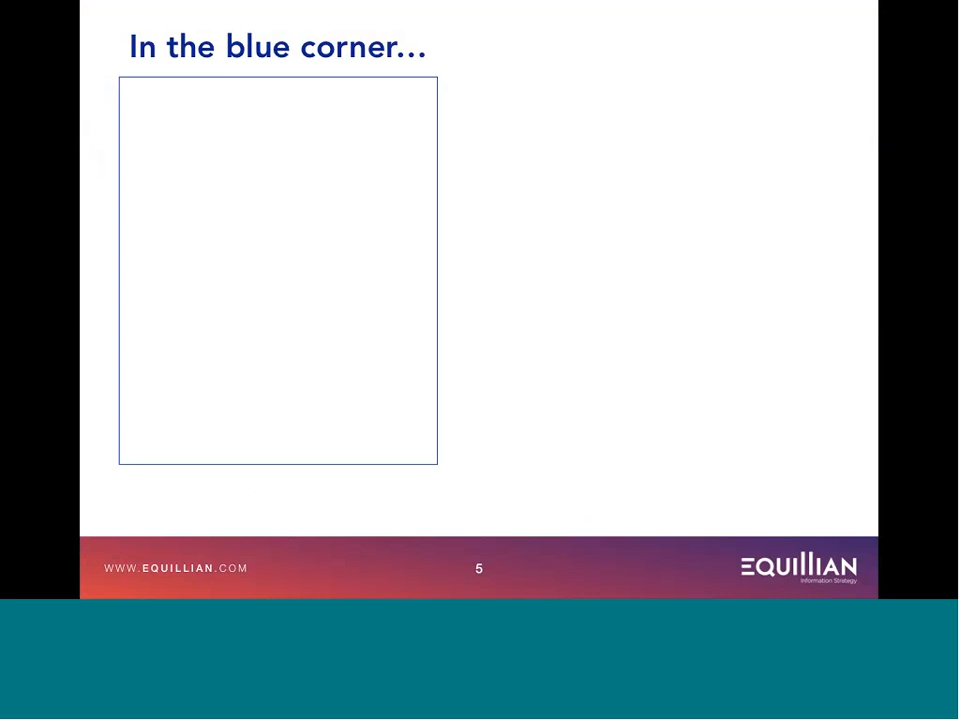 In the blue corner...
WWW.EQUILLIAN.COM
5
EQUILLIAN
Information Strategy